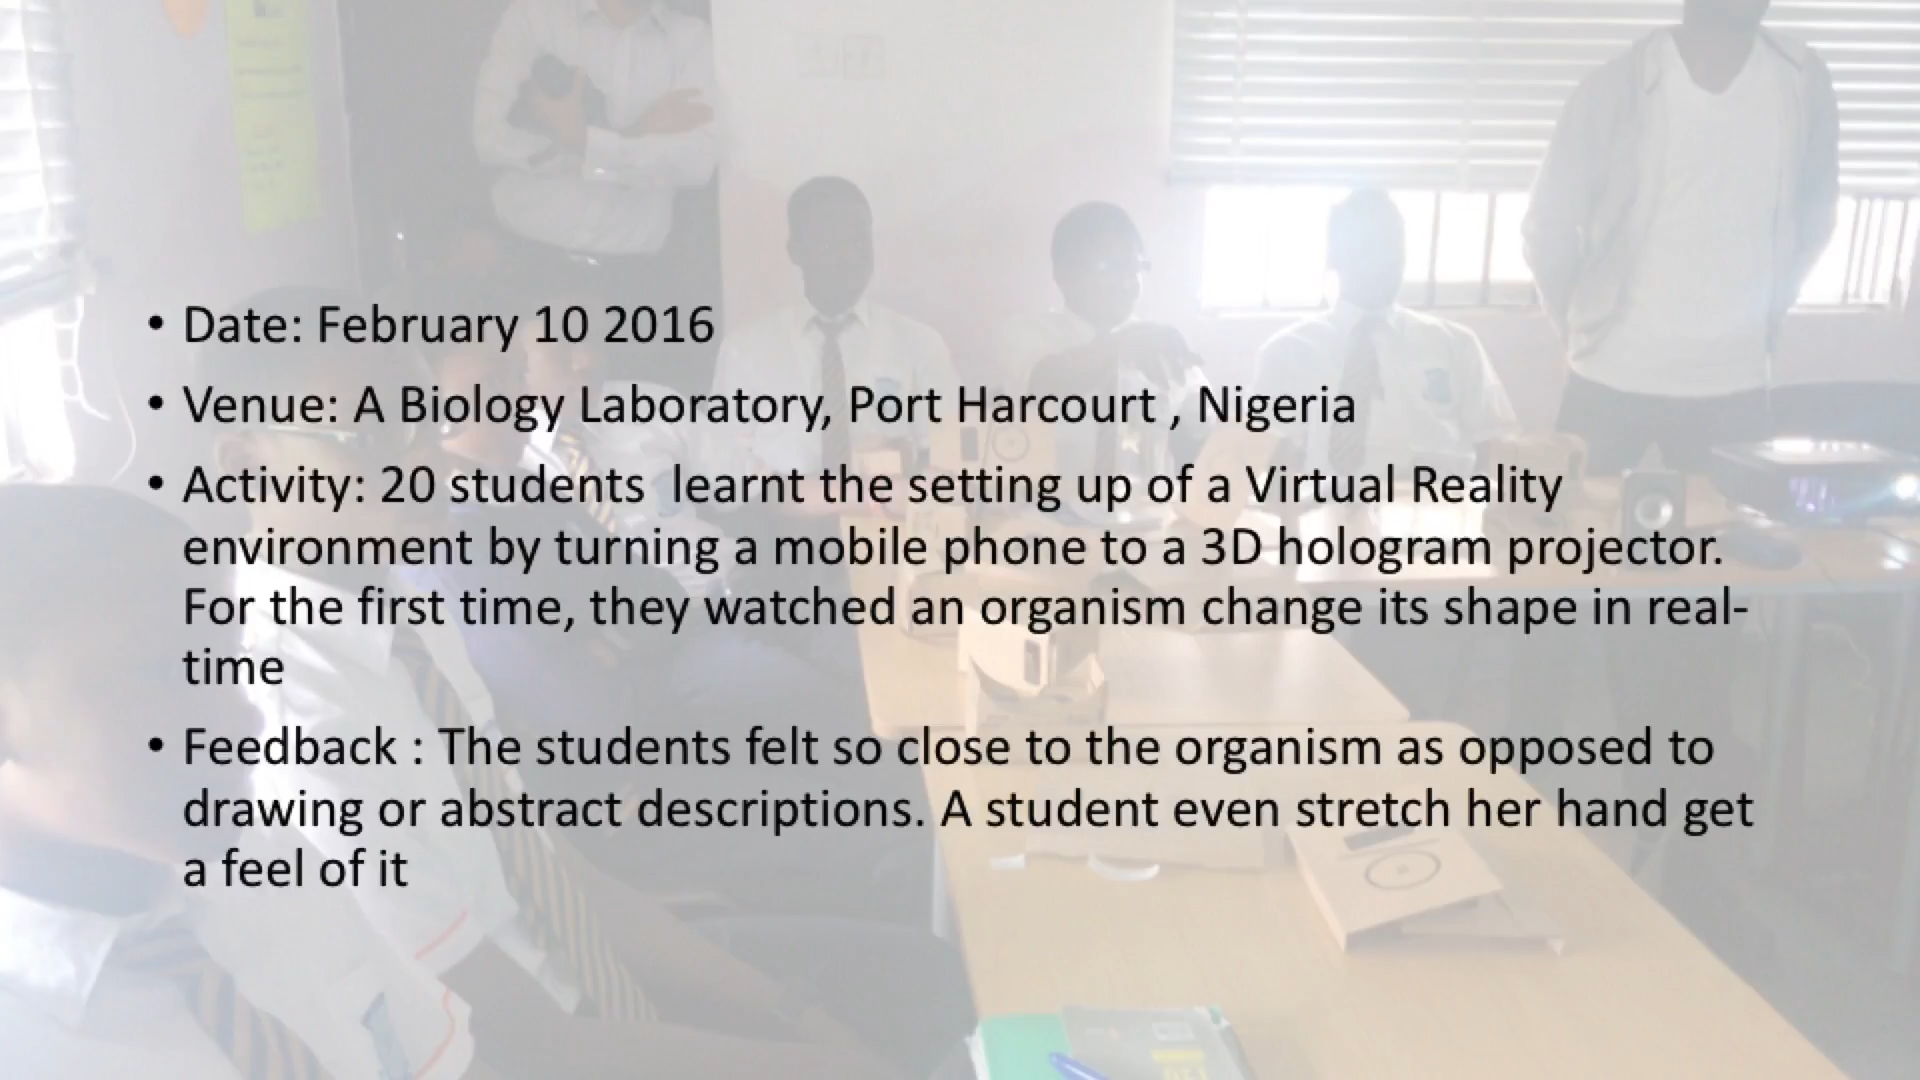 • Date: February 10 2016
• Venue: A Biology Laboratory, Port Harcourt , Nigeria
• Activity: 20 students  learnt the setting up of a Virtual Reality
environment by turning a mobile phone to a 3D hologram projector.
For the first time, they watched an organism change its shape in real-
time
• Feedback : The students felt so close to the organism as opposed to
drawing or abstract descriptions. A student even stretch her hand get
a feel of it